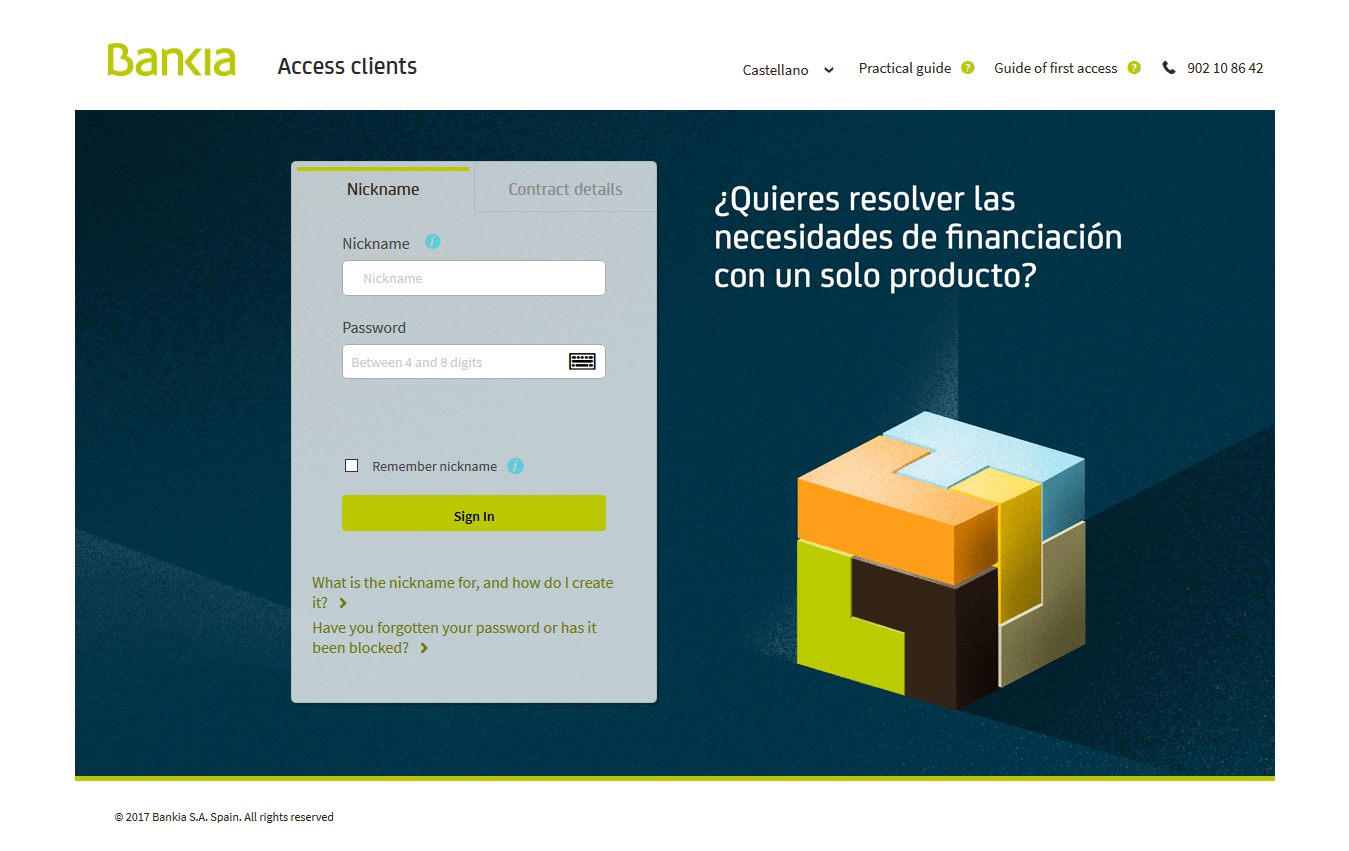 Bankia
Access clients
Castellano
Practical guide ?
Guide of first access ?
902 10 86 42
Nickname
Contract details
Nickname i
Nickname
Password
Between 4 and 8 digits
Remember nickname i
Sign In
What is the nickname for, and how do I create
it?
Have you forgotten your password or has it
been blocked?
¿Quieres resolver las
necesidades de financiación
con un solo producto?
© 2017 Bankia S.A. Spain. All rights reserved